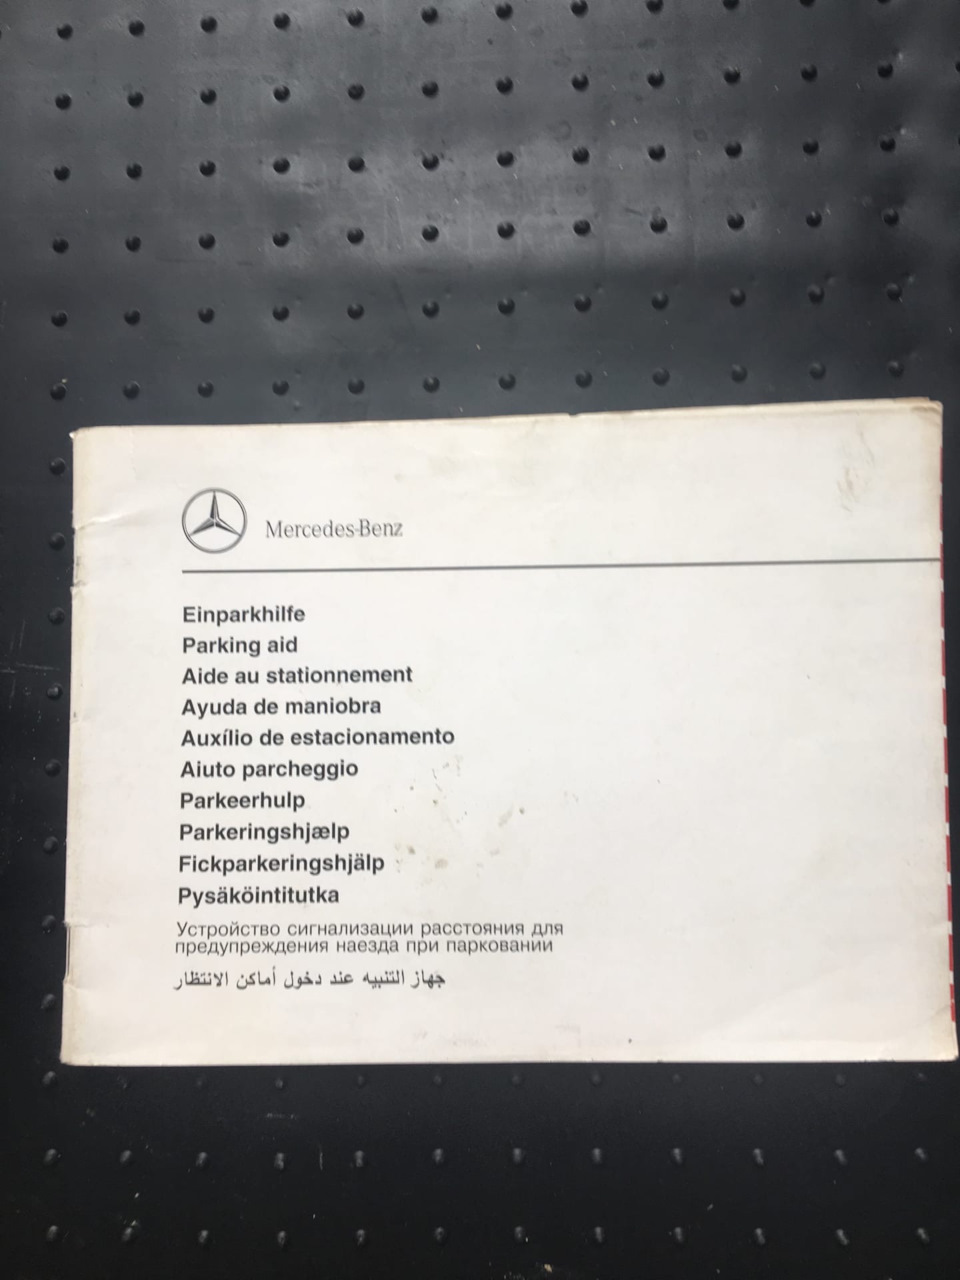 Mercedes-Benz
Einparkhilfe
Parking aid
Aide au stationnement
Ayuda de maniobra
Auxílio de estacionamento
Aiuto parcheggio
Parkeerhulp
Parkeringshjælp
Fickparkeringshjälp
Pysäköintitutka
Устройство сигнализации расстояния для
предупреждения наезда при парковании
جهاز التنبيه عند دخول أماكن الانتظار